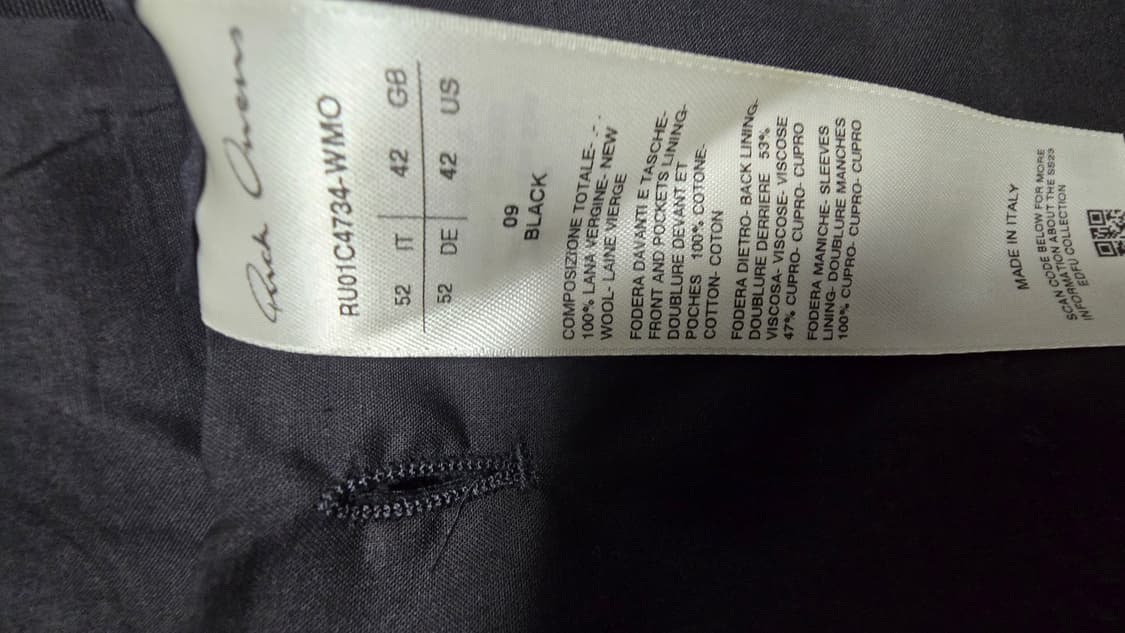 Rick Owens
RU01C4734-WMO
52 IT 42 GB
52 DE 42 US
09
BLACK
COMPOSIZIONE TOTALE- - -
100% LANA VERGINE- NEW
WOOL- LAINE VIERGE
FODERA DAVANTI E TASCHE-
FRONT AND POCKETS LINING-
DOUBLURE DEVANT ET
POCHES 100% COTONE-
COTTON- COTON
FODERA DIETRO- BACK LINING-
DOUBLURE DERRIERE 53%
VISCOSA- VISCOSE- VISCOSE
47% CUPRO- CUPRO- CUPRO
FODERA MANICHE- SLEEVES
LINING- DOUBLURE MANCHES
100% CUPRO- CUPRO- CUPRO
MADE IN ITALY
SCAN CODE BELOW FOR MORE
INFORMATION ABOUT THE SS23
EDFU COLLECTION